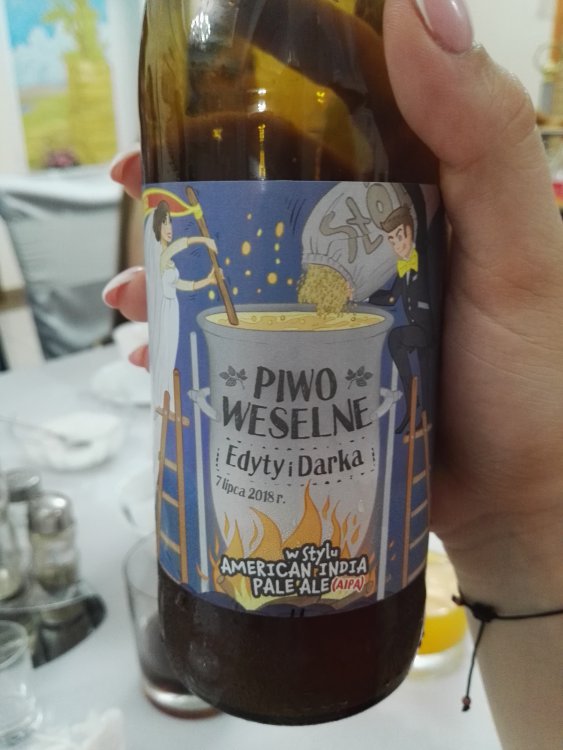 PIWO
WESELNE
Edyty i Darka
7 lipca 2018 r.
w stylu
AMERICAN INDIA
PALE ALE (AIPA)